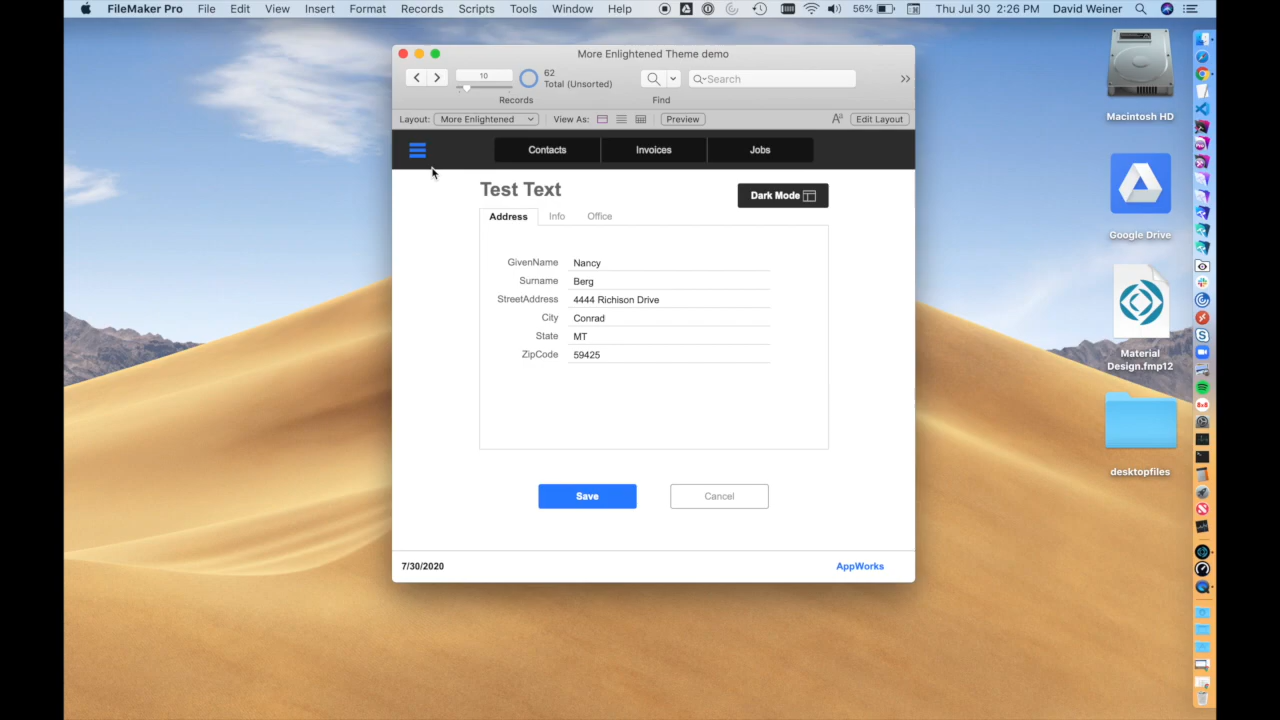 FileMaker Pro File Edit View Insert Format Records Scripts Tools Window Help 56% Thu Jul 30 2:26 PM David Weiner
More Enlightened Theme demo
10
62
Total (Unsorted)
Search
Records
Find
Layout: More Enlightened View As: Preview Edit Layout
Contacts Invoices Jobs
Test Text
Dark Mode
Address Info Office
GivenName Nancy
Surname Berg
StreetAddress 4444 Richison Drive
City Conrad
State MT
ZipCode 59425
Save Cancel
7/30/2020 AppWorks
Macintosh HD
Google Drive
Material
Design.fmp12
desktopfiles